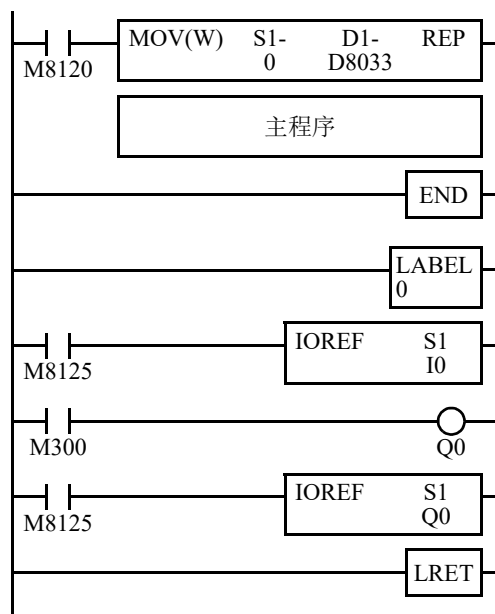 MOV(W) S1- D1- REP
M8120 0 D8033
主程序
END
LABEL
0
IOREF S1
M8125 I0
M300 Q0
IOREF S1
M8125 Q0
LRET